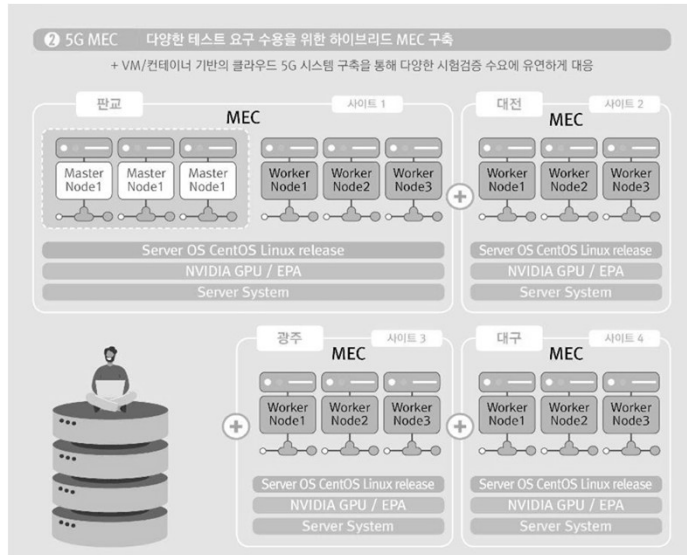 2 5G MEC 다양한 테스트 요구 수용을 위한 하이브리드 MEC 구축
+ VM/컨테이너 기반의 클라우드 5G 시스템 구축을 통해 다양한 시험검증 수요에 유연하게 대응
판교 사이트 1
MEC
Master Node1
Master Node1
Master Node1
Worker Node1
Worker Node2
Worker Node3
Server OS CentOS Linux release
NVIDIA GPU / EPA
Server System
+
대전 사이트 2
MEC
Worker Node1
Worker Node2
Worker Node3
Server OS CentOS Linux release
NVIDIA GPU / EPA
Server System
+
광주 사이트 3
MEC
Worker Node1
Worker Node2
Worker Node3
Server OS CentOS Linux release
NVIDIA GPU / EPA
Server System
+
대구 사이트 4
MEC
Worker Node1
Worker Node2
Worker Node3
Server OS CentOS Linux release
NVIDIA GPU / EPA
Server System